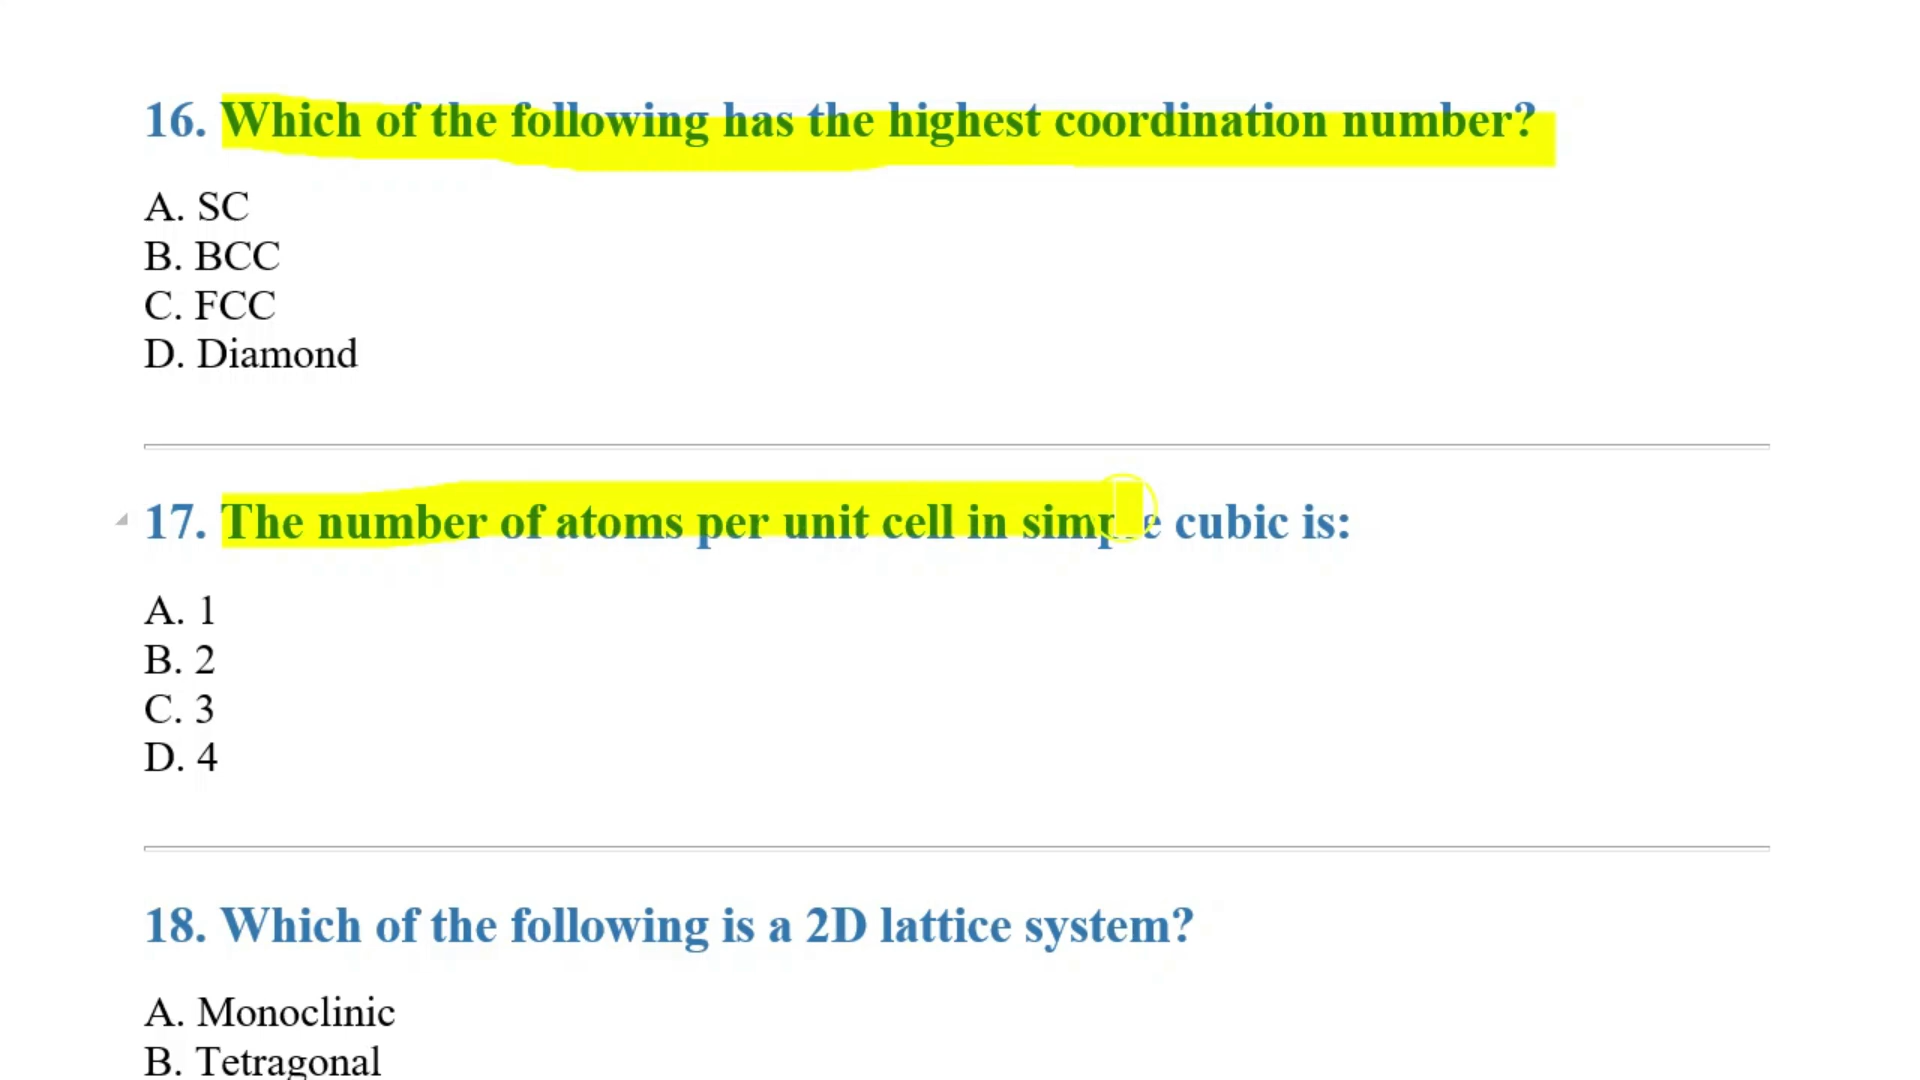 16. Which of the following has the highest coordination number?
A. SC
B. BCC
C. FCC
D. Diamond
17. The number of atoms per unit cell in simple cubic is:
A. 1
B. 2
C. 3
D. 4
18. Which of the following is a 2D lattice system?
A. Monoclinic
B. Tetragonal